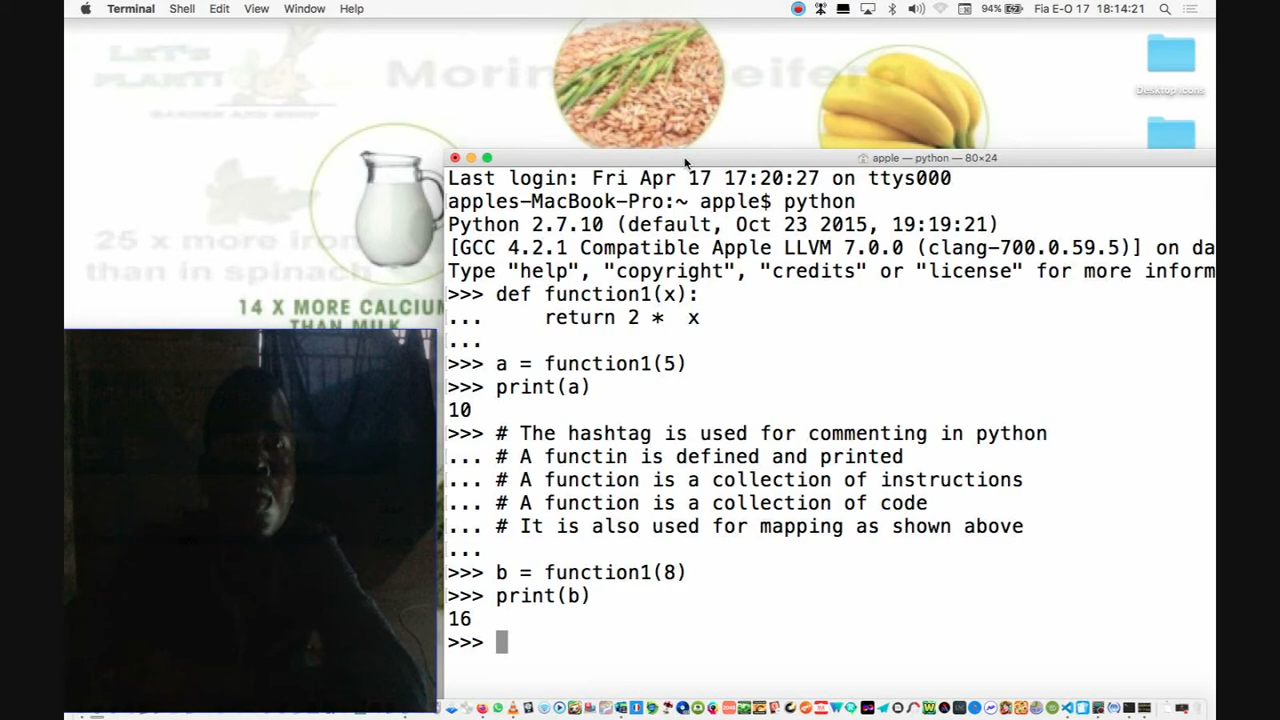 Terminal Shell Edit View Window Help 94% Fia E-O 17 18:14:21
LET'S
PLANT!
Desktop icons
25 x more iron
than in spinach
14 X MORE CALCIUM
THAN MILK
apple — python — 80×24
Last login: Fri Apr 17 17:20:27 on ttys000
apples-MacBook-Pro:~ apple$ python
Python 2.7.10 (default, Oct 23 2015, 19:19:21)
[GCC 4.2.1 Compatible Apple LLVM 7.0.0 (clang-700.0.59.5)] on da
Type "help", "copyright", "credits" or "license" for more inform
>>> def function1(x):
...     return 2 *  x
...
>>> a = function1(5)
>>> print(a)
10
>>> # The hashtag is used for commenting in python
... # A functin is defined and printed
... # A function is a collection of instructions
... # A function is a collection of code
... # It is also used for mapping as shown above
...
>>> b = function1(8)
>>> print(b)
16
>>>